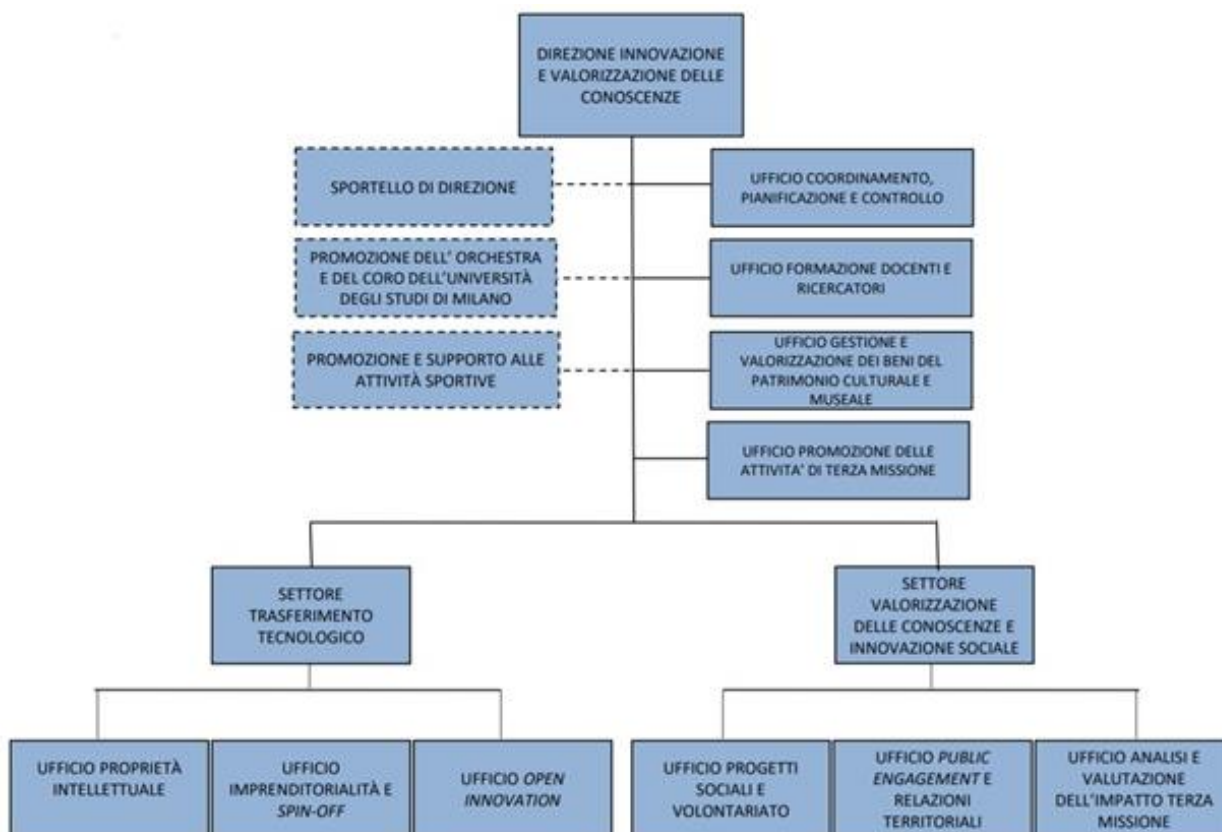 DIREZIONE INNOVAZIONE
E VALORIZZAZIONE DELLE
CONOSCENZE
SPORTELLO DI DIREZIONE
UFFICIO COORDINAMENTO,
PIANIFICAZIONE E CONTROLLO
PROMOZIONE DELL' ORCHESTRA
E DEL CORO DELL'UNIVERSITÀ
DEGLI STUDI DI MILANO
UFFICIO FORMAZIONE DOCENTI E
RICERCATORI
PROMOZIONE E SUPPORTO ALLE
ATTIVITÀ SPORTIVE
UFFICIO GESTIONE E
VALORIZZAZIONE DEI BENI DEL
PATRIMONIO CULTURALE E
MUSEALE
UFFICIO PROMOZIONE DELLE
ATTIVITA' DI TERZA MISSIONE
SETTORE
TRASFERIMENTO
TECNOLOGICO
SETTORE
VALORIZZAZIONE
DELLE CONOSCENZE E
INNOVAZIONE SOCIALE
UFFICIO PROPRIETÀ
INTELLETTUALE
UFFICIO
IMPRENDITORIALITÀ E
SPIN-OFF
UFFICIO OPEN
INNOVATION
UFFICIO PROGETTI
SOCIALI E
VOLONTARIATO
UFFICIO PUBLIC
ENGAGEMENT E
RELAZIONI
TERRITORIALI
UFFICIO ANALISI E
VALUTAZIONE
DELL'IMPATTO TERZA
MISSIONE